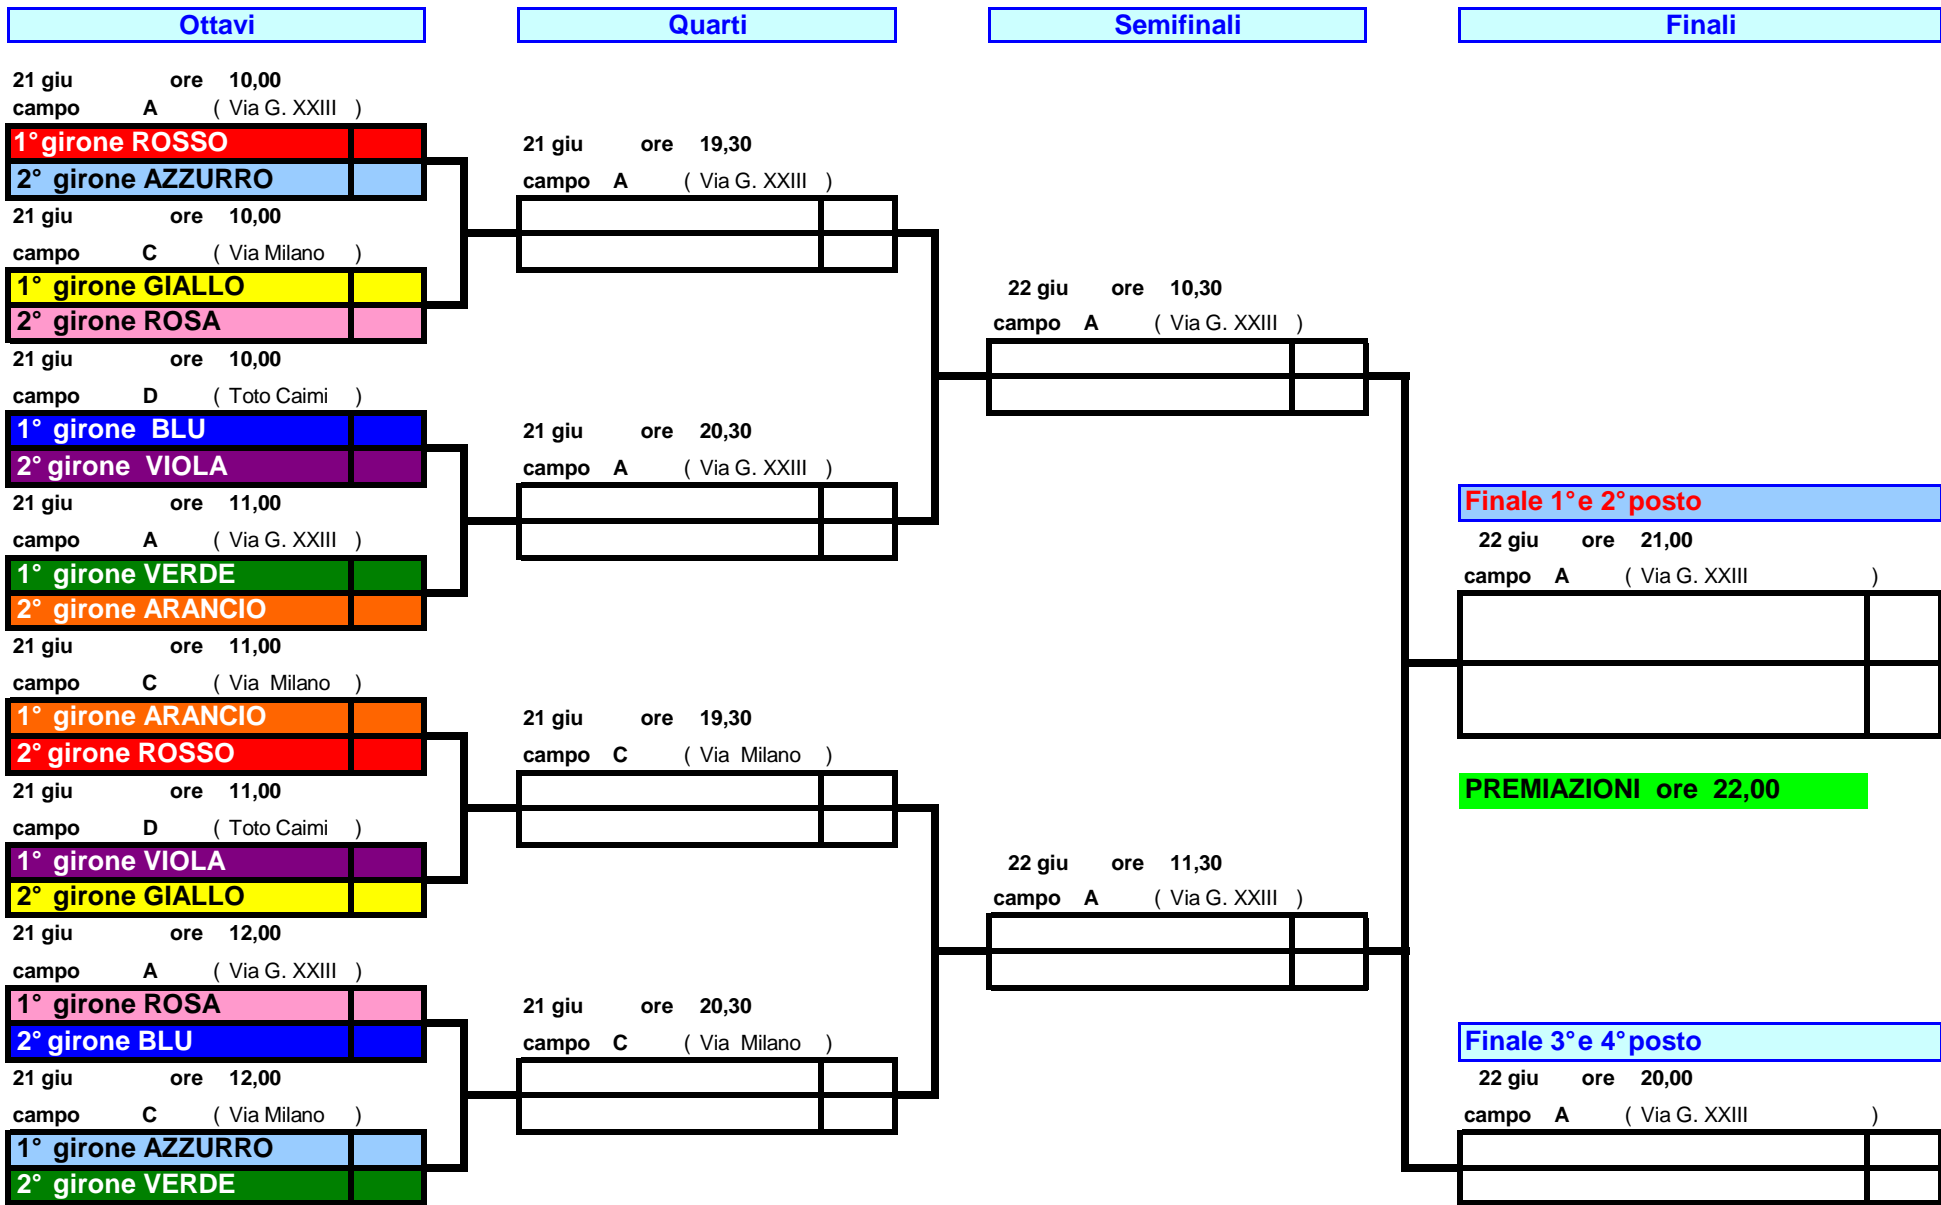 Ottavi
21 giu ore 10,00
campo A ( Via G. XXIII )
1° girone ROSSO
2° girone AZZURRO
21 giu ore 10,00
campo C ( Via Milano )
1° girone GIALLO
2° girone ROSA
21 giu ore 10,00
campo D ( Toto Caimi )
1° girone BLU
2° girone VIOLA
21 giu ore 11,00
campo A ( Via G. XXIII )
1° girone VERDE
2° girone ARANCIO
21 giu ore 11,00
campo C ( Via Milano )
1° girone ARANCIO
2° girone ROSSO
21 giu ore 11,00
campo D ( Toto Caimi )
1° girone VIOLA
2° girone GIALLO
21 giu ore 12,00
campo A ( Via G. XXIII )
1° girone ROSA
2° girone BLU
21 giu ore 12,00
campo C ( Via Milano )
1° girone AZZURRO
2° girone VERDE
Quarti
21 giu ore 19,30
campo A ( Via G. XXIII )
21 giu ore 20,30
campo A ( Via G. XXIII )
21 giu ore 19,30
campo C ( Via Milano )
21 giu ore 20,30
campo C ( Via Milano )
Semifinali
22 giu ore 10,30
campo A ( Via G. XXIII )
22 giu ore 11,30
campo A ( Via G. XXIII )
Finali
Finale 1° e 2° posto
22 giu ore 21,00
campo A ( Via G. XXIII )
PREMIAZIONI ore 22,00
Finale 3° e 4° posto
22 giu ore 20,00
campo A ( Via G. XXIII )